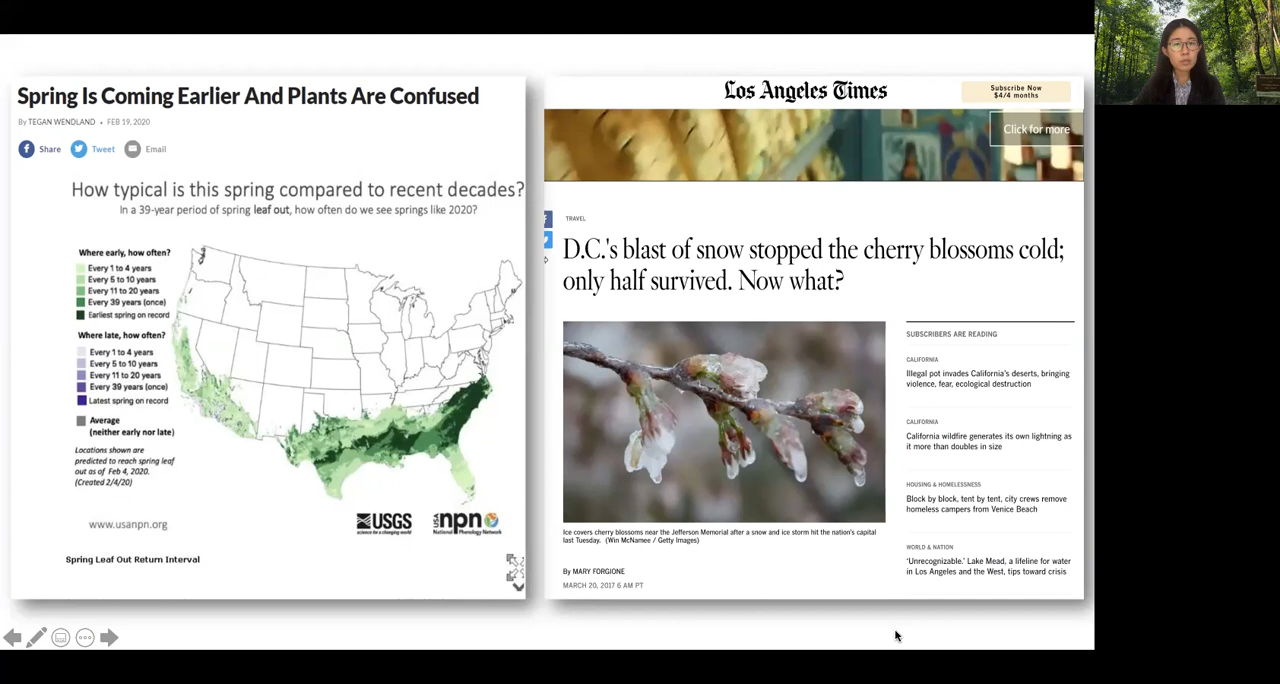 Spring Is Coming Earlier And Plants Are Confused
By TEGAN WENDLAND • FEB 19, 2020
Share Tweet Email
How typical is this spring compared to recent decades?
In a 39-year period of spring leaf out, how often do we see springs like 2020?
Where early, how often?
Every 1 to 4 years
Every 5 to 10 years
Every 11 to 20 years
Every 39 years (once)
Earliest spring on record
Where late, how often?
Every 1 to 4 years
Every 5 to 10 years
Every 11 to 20 years
Every 39 years (once)
Latest spring on record
Average
(neither early nor late)
Locations shown are
predicted to reach spring leaf
out as of Feb 4, 2020.
(Created 2/4/20)
www.usanpn.org
USGS
science for a changing world
USA npn
National Phenology Network
Spring Leaf Out Return Interval
Los Angeles Times
Subscribe Now
$4/4 months
Click for more
TRAVEL
D.C.'s blast of snow stopped the cherry blossoms cold;
only half survived. Now what?
Ice covers cherry blossoms near the Jefferson Memorial after a snow and ice storm hit the nation's capital
last Tuesday. (Win McNamee / Getty Images)
By MARY FORGIONE
MARCH 20, 2017 6 AM PT
SUBSCRIBERS ARE READING
CALIFORNIA
Illegal pot invades California's deserts, bringing
violence, fear, ecological destruction
CALIFORNIA
California wildfire generates its own lightning as
it more than doubles in size
HOUSING & HOMELESSNESS
Block by block, tent by tent, city crews remove
homeless campers from Venice Beach
WORLD & NATION
'Unrecognizable.' Lake Mead, a lifeline for water
in Los Angeles and the West, tips toward crisis